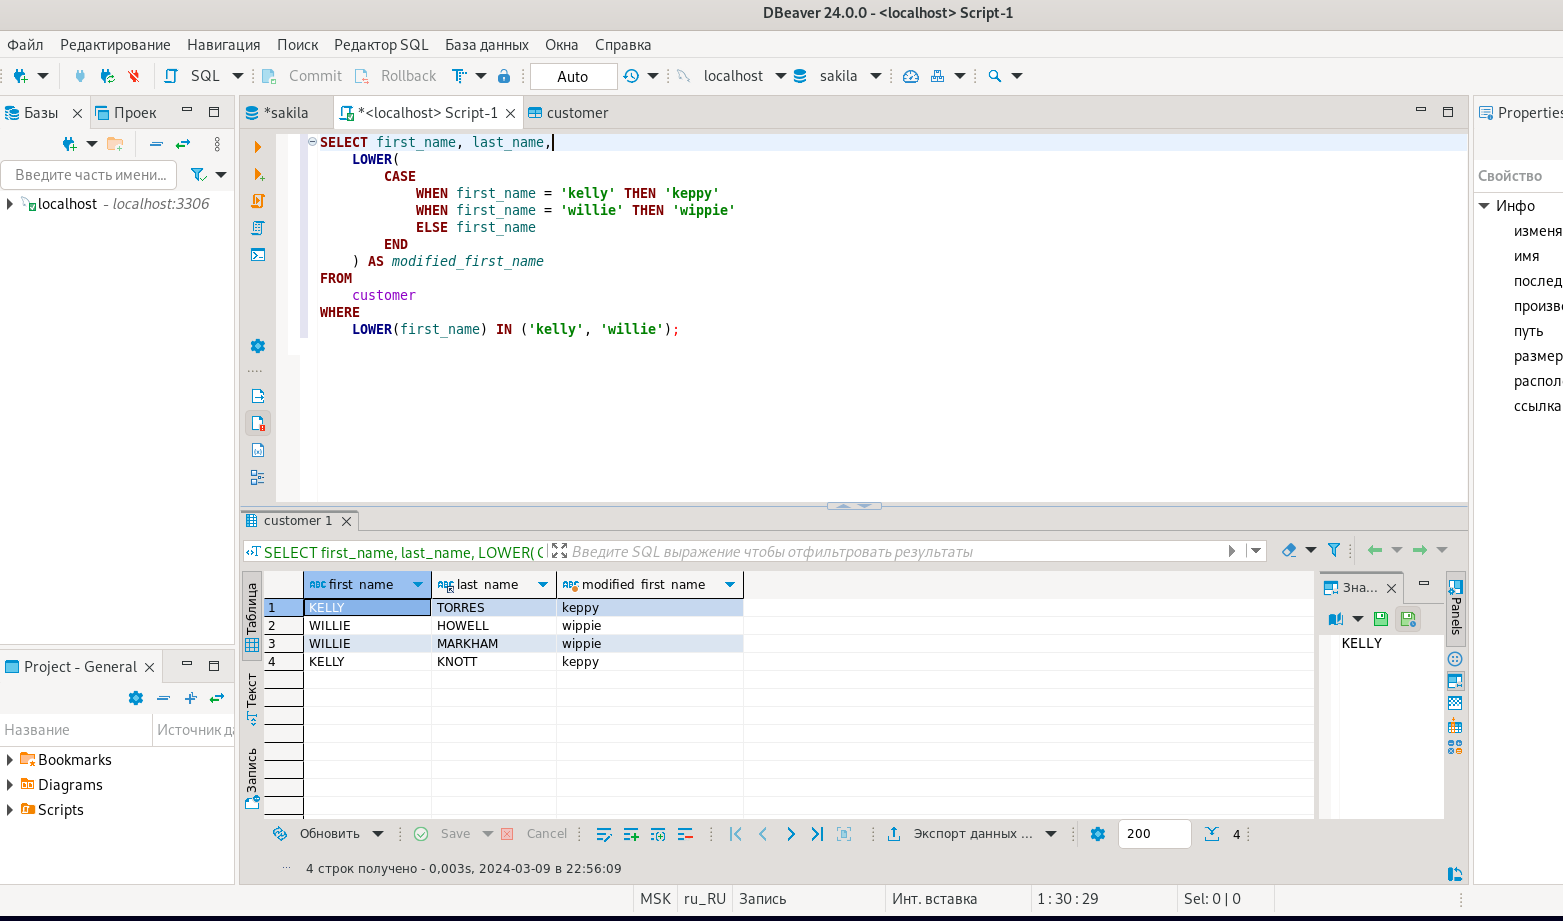 DBeaver 24.0.0 - <localhost> Script-1
Файл Редактирование Навигация Поиск Редактор SQL База данных Окна Справка
SQL Commit Rollback Auto localhost sakila
Базы Проек
Введите часть имени...
localhost - localhost:3306
*sakila *<localhost> Script-1 customer
SELECT first_name, last_name,
LOWER(
CASE
WHEN first_name = 'kelly' THEN 'keppy'
WHEN first_name = 'willie' THEN 'wippie'
ELSE first_name
END
) AS modified_first_name
FROM
customer
WHERE
LOWER(first_name) IN ('kelly', 'willie');
Properties
Свойство
Инфо
изменя
имя
послед
произв
путь
размер
распол
ссылка
Project - General
Название Источник да
Bookmarks
Diagrams
Scripts
customer 1
SELECT first_name, last_name, LOWER( C Введите SQL выражение чтобы отфильтровать результаты
Таблица
Текст
Запись
first_name last_name modified_first_name
1 KELLY TORRES keppy
2 WILLIE HOWELL wippie
3 WILLIE MARKHAM wippie
4 KELLY KNOTT keppy
Зна...
KELLY
Panels
Обновить Save Cancel Экспорт данных ... 200 4
4 строк получено - 0,003s, 2024-03-09 в 22:56:09
MSK ru_RU Запись Инт. вставка 1 : 30 : 29 Sel: 0 | 0